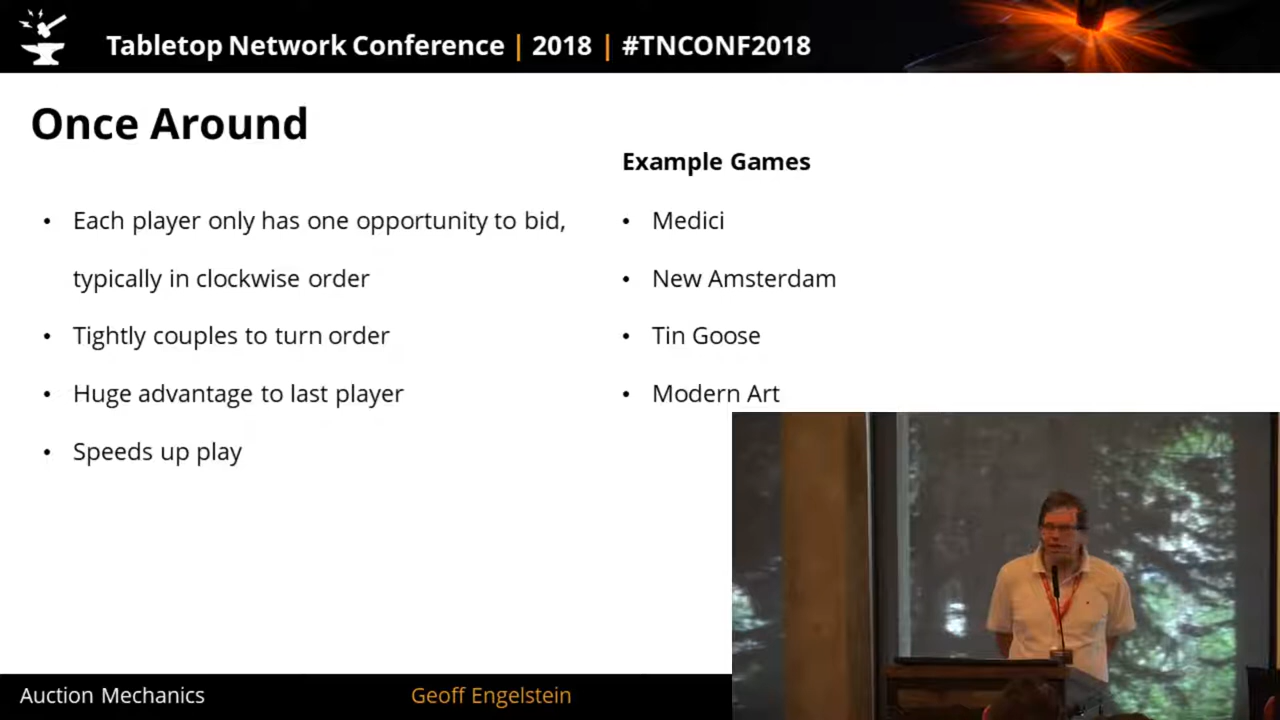 Tabletop Network Conference | 2018 | #TNCONF2018
Once Around
• Each player only has one opportunity to bid,
typically in clockwise order
• Tightly couples to turn order
• Huge advantage to last player
• Speeds up play
Example Games
• Medici
• New Amsterdam
• Tin Goose
• Modern Art
Auction Mechanics
Geoff Engelstein